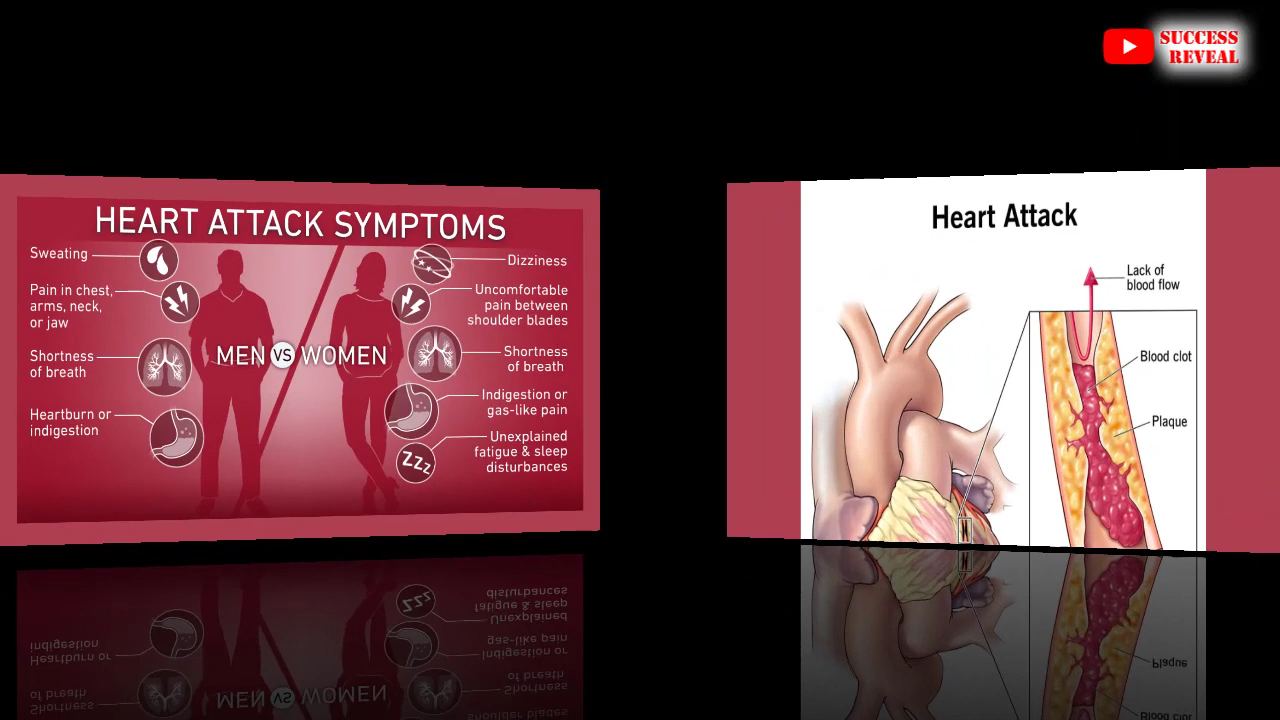 SUCCESS
REVEAL
HEART ATTACK SYMPTOMS
Sweating
Pain in chest,
arms, neck,
or jaw
Shortness
of breath
Heartburn or
indigestion
MEN VS WOMEN
Dizziness
Uncomfortable
pain between
shoulder blades
Shortness
of breath
Indigestion or
gas-like pain
Unexplained
fatigue & sleep
disturbances
ZZZ
Heart Attack
Lack of
blood flow
Blood clot
Plaque